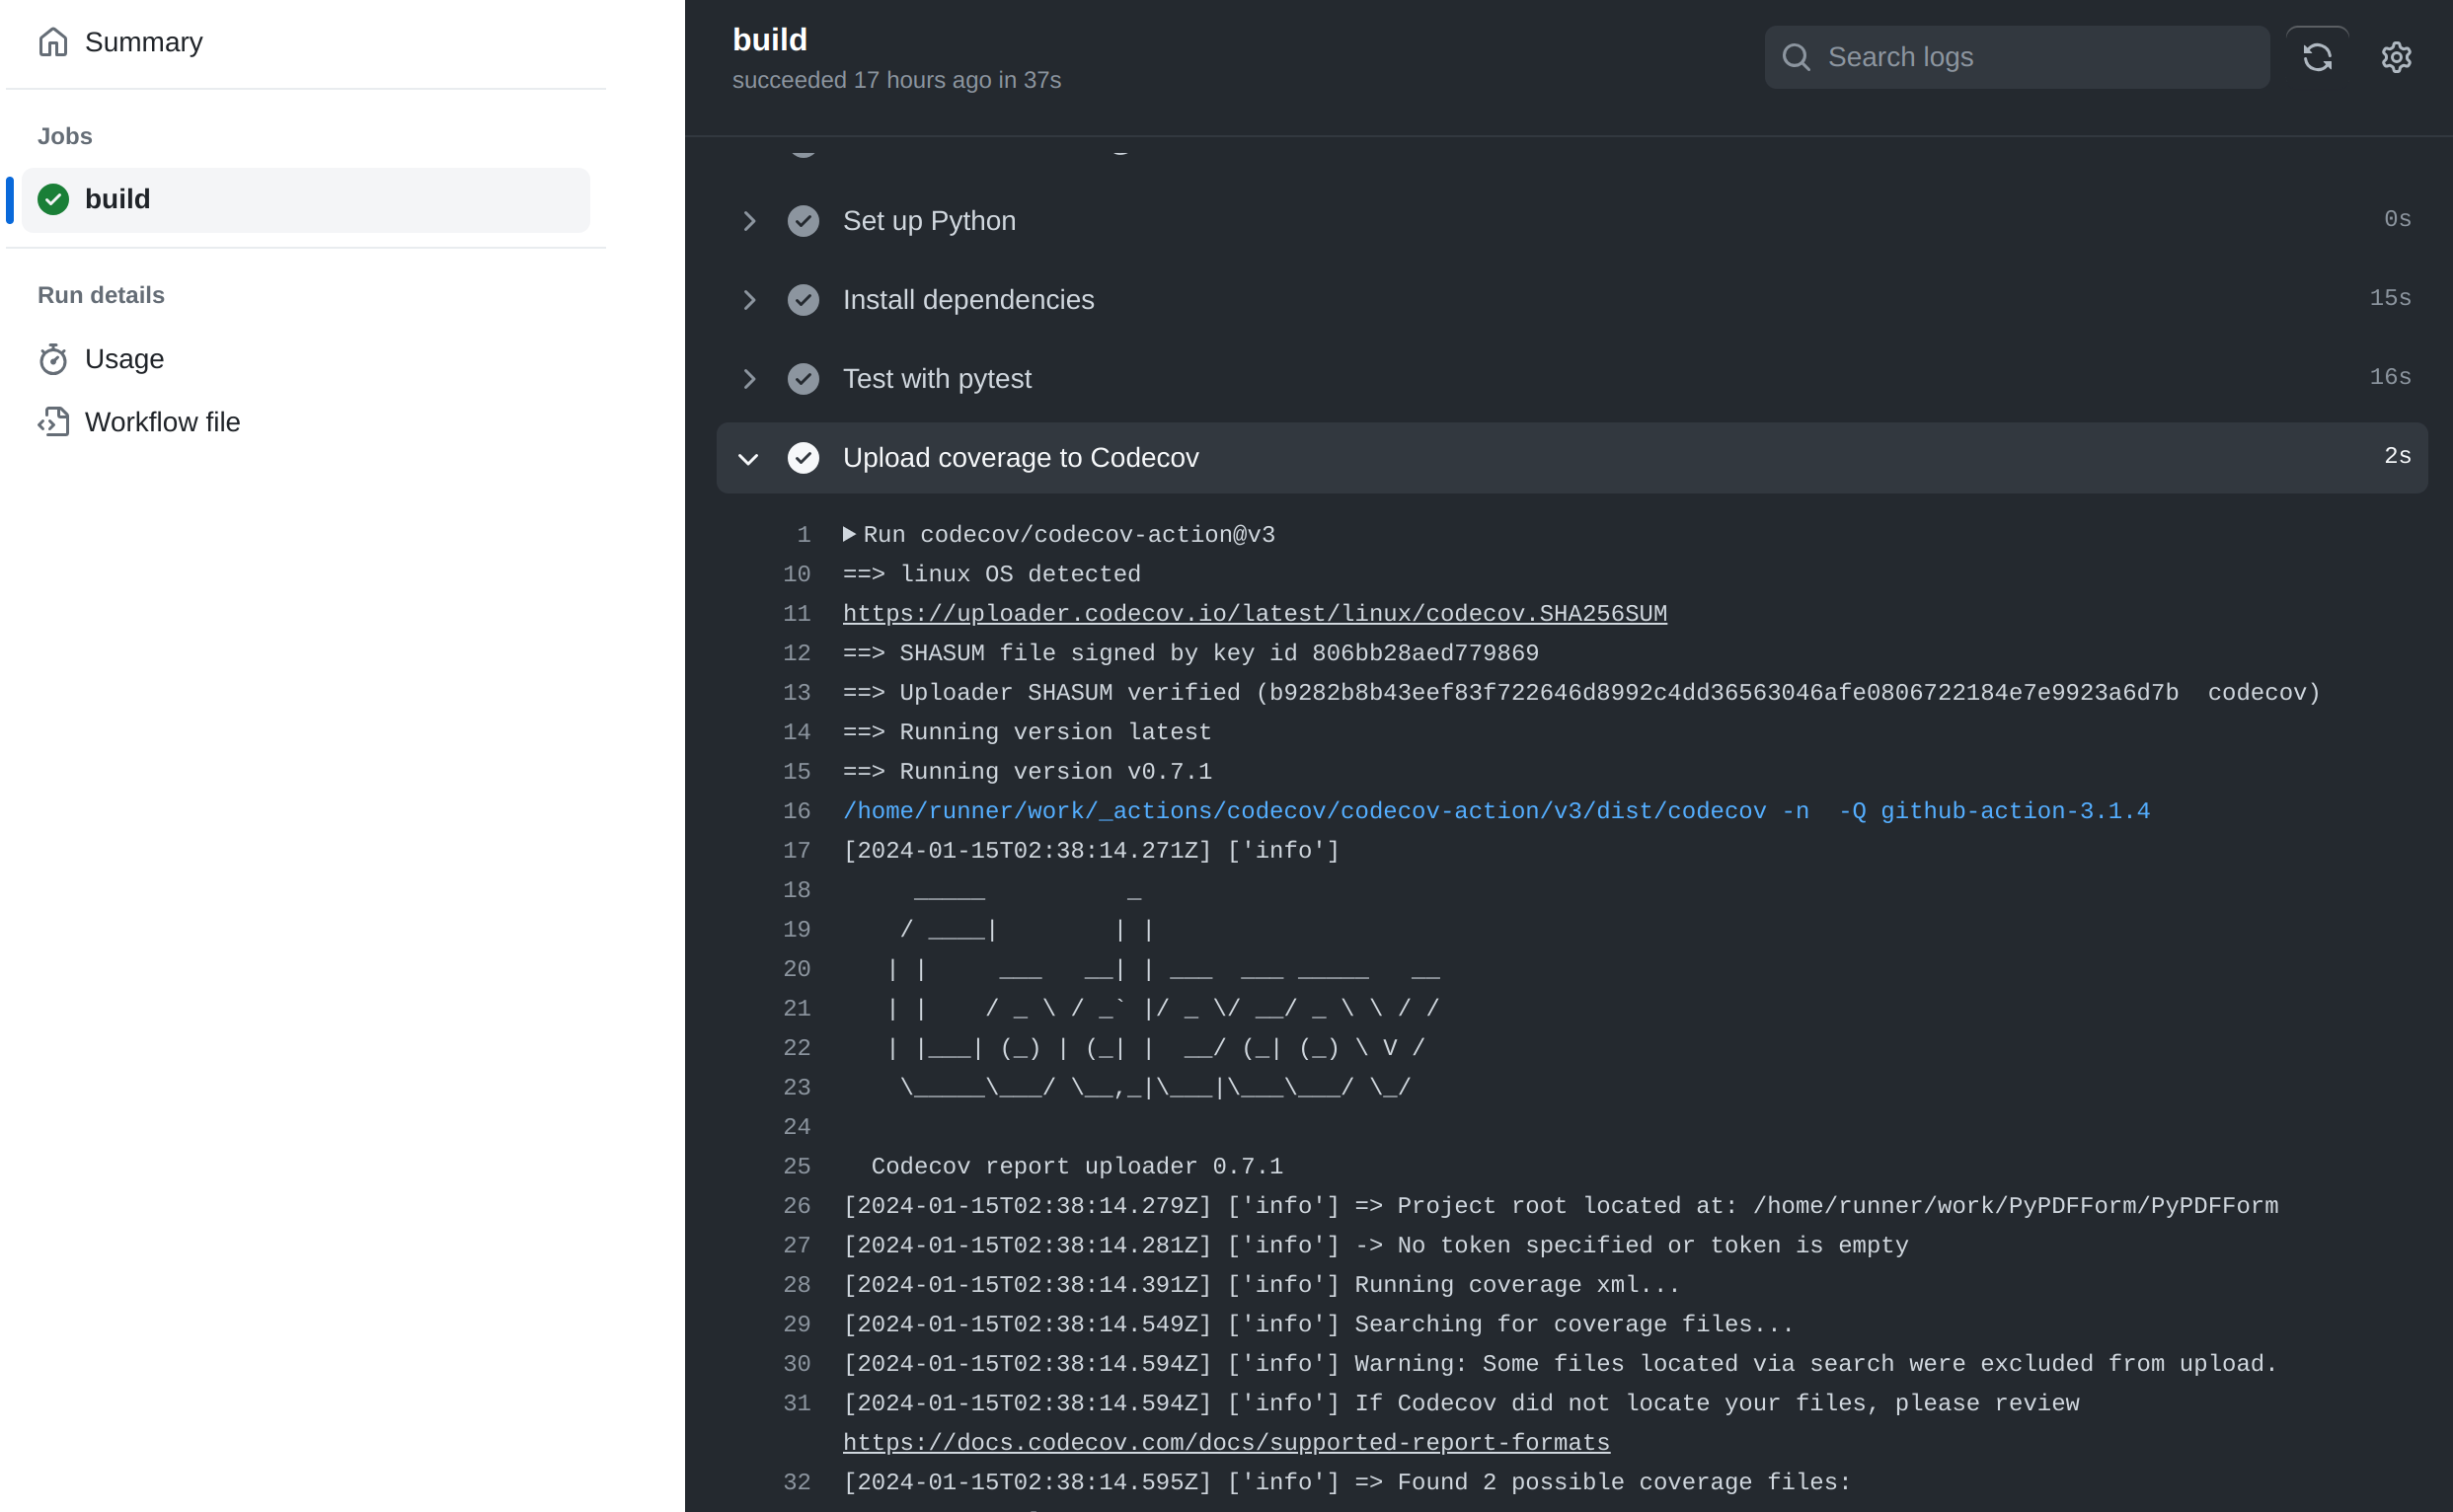 Summary
Jobs
build
Run details
Usage
Workflow file
build
succeeded 17 hours ago in 37s
Search logs
Set up Python 0s
Install dependencies 15s
Test with pytest 16s
Upload coverage to Codecov 2s
1 Run codecov/codecov-action@v3
10 ==> linux OS detected
11 https://uploader.codecov.io/latest/linux/codecov.SHA256SUM
12 ==> SHASUM file signed by key id 806bb28aed779869
13 ==> Uploader SHASUM verified (b9282b8b43eef83f722646d8992c4dd36563046afe0806722184e7e9923a6d7b  codecov)
14 ==> Running version latest
15 ==> Running version v0.7.1
16 /home/runner/work/_actions/codecov/codecov-action/v3/dist/codecov -n  -Q github-action-3.1.4
17 [2024-01-15T02:38:14.271Z] ['info']
18      _____          _
19     / ____|        | |
20    | |     ___   __| | ___  ___ _____   __
21    | |    / _ \ / _` |/ _ \/ __/ _ \ \ / /
22    | |___| (_) | (_| |  __/ (_| (_) \ V /
23     \_____\___/ \__,_|\___|\___\___/ \_/
24
25   Codecov report uploader 0.7.1
26 [2024-01-15T02:38:14.279Z] ['info'] => Project root located at: /home/runner/work/PyPDFForm/PyPDFForm
27 [2024-01-15T02:38:14.281Z] ['info'] -> No token specified or token is empty
28 [2024-01-15T02:38:14.391Z] ['info'] Running coverage xml...
29 [2024-01-15T02:38:14.549Z] ['info'] Searching for coverage files...
30 [2024-01-15T02:38:14.594Z] ['info'] Warning: Some files located via search were excluded from upload.
31 [2024-01-15T02:38:14.594Z] ['info'] If Codecov did not locate your files, please review
https://docs.codecov.com/docs/supported-report-formats
32 [2024-01-15T02:38:14.595Z] ['info'] => Found 2 possible coverage files: